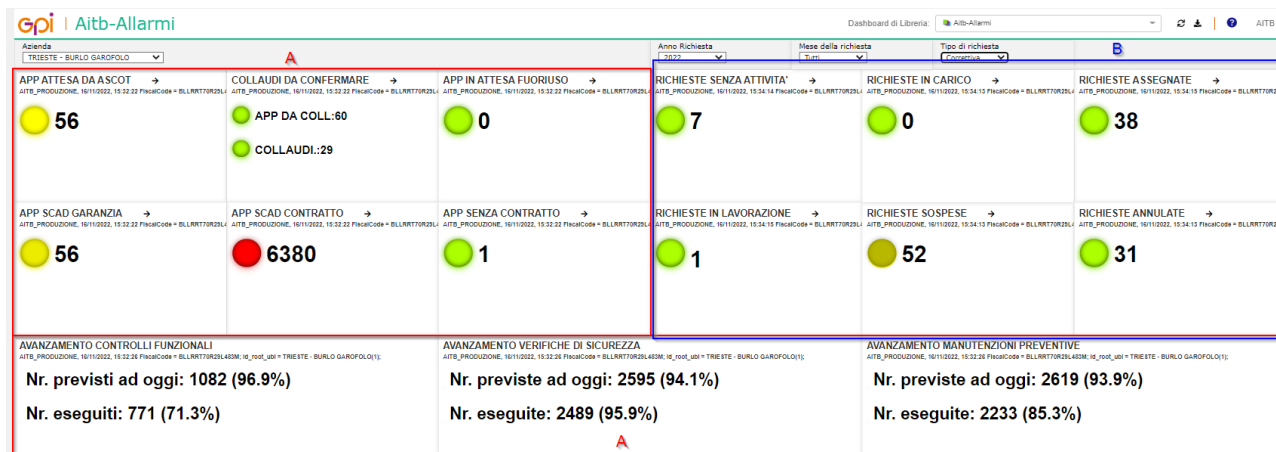 Gpi | Aitb-Allarmi
Dashboard di Libreria:
Aitb-Allarmi
AITB
Azienda
TRIESTE - BURLO GAROFOLO
A
Anno Richiesta
2022
Mese della richiesta
Tutti
Tipo di richiesta
Correttiva
B
APP ATTESA DA ASCOT →
AITB_PRODUZIONE, 16/11/2022, 15:32:22 FiscalCode = BLLRRT70R29L4
56
COLLAUDI DA CONFERMARE →
AITB_PRODUZIONE, 16/11/2022, 15:32:22 FiscalCode = BLLRRT70R29L4
APP DA COLL:60
COLLAUDI.:29
APP IN ATTESA FUORIUSO →
AITB_PRODUZIONE, 16/11/2022, 15:32:22 FiscalCode = BLLRRT70R29L4
0
RICHIESTE SENZA ATTIVITA' →
AITB_PRODUZIONE, 16/11/2022, 15:34:14 FiscalCode = BLLRRT70R29L4
7
RICHIESTE IN CARICO →
AITB_PRODUZIONE, 16/11/2022, 15:34:13 FiscalCode = BLLRRT70R29L4
0
RICHIESTE ASSEGNATE →
AITB_PRODUZIONE, 16/11/2022, 15:34:15 FiscalCode = BLLRRT70R2
38
APP SCAD GARANZIA →
AITB_PRODUZIONE, 16/11/2022, 15:32:22 FiscalCode = BLLRRT70R29L4
56
APP SCAD CONTRATTO →
AITB_PRODUZIONE, 16/11/2022, 15:32:22 FiscalCode = BLLRRT70R29L4
6380
APP SENZA CONTRATTO →
AITB_PRODUZIONE, 16/11/2022, 15:32:22 FiscalCode = BLLRRT70R29L4
1
RICHIESTE IN LAVORAZIONE →
AITB_PRODUZIONE, 16/11/2022, 15:34:15 FiscalCode = BLLRRT70R29L4
1
RICHIESTE SOSPESE →
AITB_PRODUZIONE, 16/11/2022, 15:34:13 FiscalCode = BLLRRT70R29L4
52
RICHIESTE ANNULATE →
AITB_PRODUZIONE, 16/11/2022, 15:34:13 FiscalCode = BLLRRT70R2
31
AVANZAMENTO CONTROLLI FUNZIONALI
AITB_PRODUZIONE, 16/11/2022, 15:32:26 FiscalCode = BLLRRT70R29L483M; id_root_ubi = TRIESTE - BURLO GAROFOLO(1);
Nr. previsti ad oggi: 1082 (96.9%)
Nr. eseguiti: 771 (71.3%)
AVANZAMENTO VERIFICHE DI SICUREZZA
AITB_PRODUZIONE, 16/11/2022, 15:32:26 FiscalCode = BLLRRT70R29L483M; id_root_ubi = TRIESTE - BURLO GAROFOLO(1);
Nr. previste ad oggi: 2595 (94.1%)
Nr. eseguite: 2489 (95.9%)
A
AVANZAMENTO MANUTENZIONI PREVENTIVE
AITB_PRODUZIONE, 16/11/2022, 15:32:26 FiscalCode = BLLRRT70R29L483M; id_root_ubi = TRIESTE - BURLO GAROFOLO(1);
Nr. previste ad oggi: 2619 (93.9%)
Nr. eseguite: 2233 (85.3%)